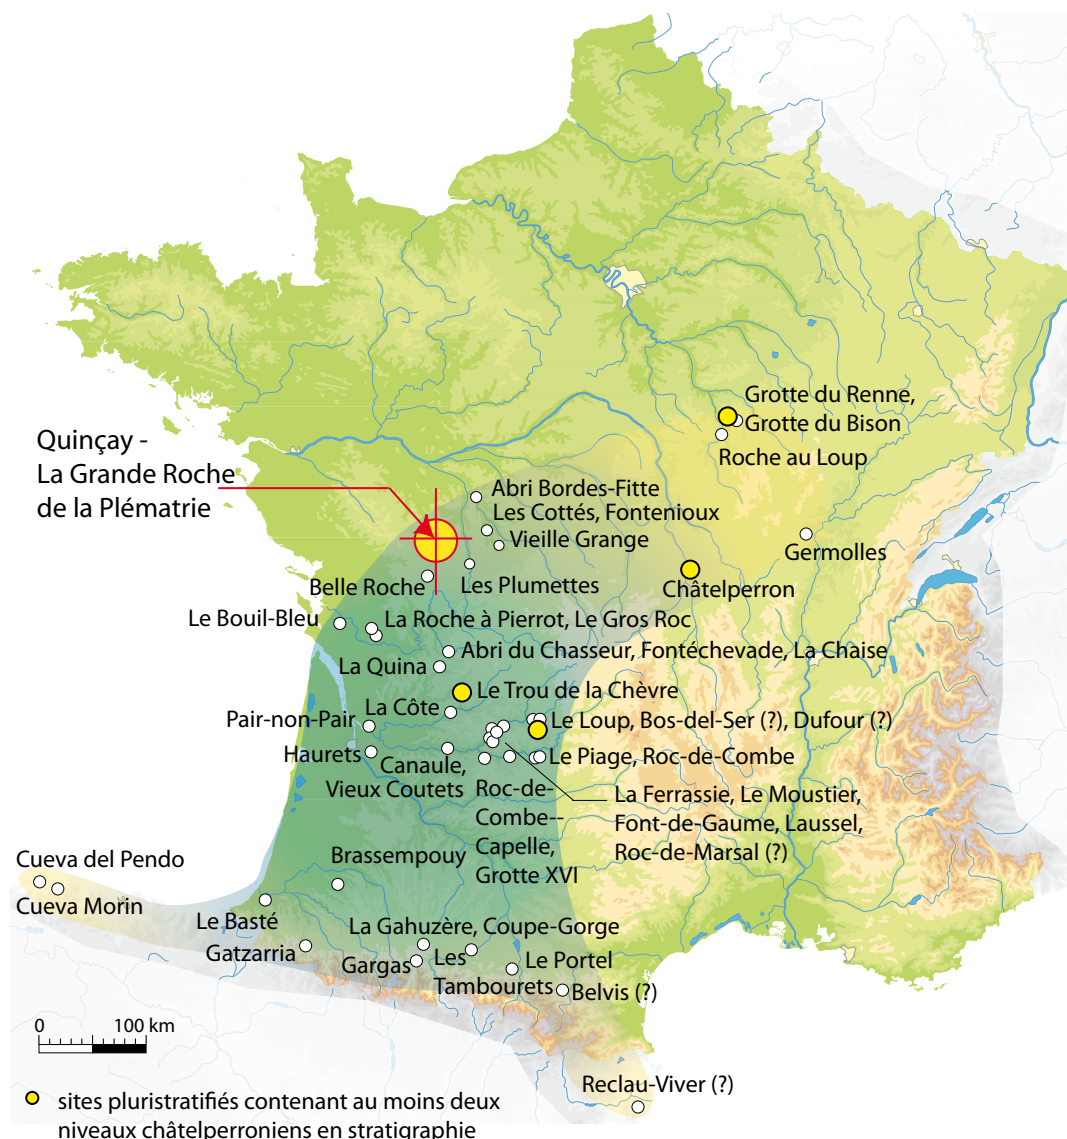 Grotte du Renne,
Grotte du Bison
Roche au Loup
Quinçay -
La Grande Roche
de la Plématrie
Abri Bordes-Fitte
Les Cottés, Fontenioux
Vieille Grange
Germolles
Belle Roche
Les Plumettes
Châtelperron
Le Bouil-Bleu
La Roche à Pierrot, Le Gros Roc
Abri du Chasseur, Fontéchevade, La Chaise
La Quina
Le Trou de la Chèvre
La Côte
Pair-non-Pair
Le Loup, Bos-del-Ser (?), Dufour (?)
Haurets
Canaule,
Vieux Coutets
Le Piage, Roc-de-Combe
Roc-de-
Combe--
Capelle,
Grotte XVI
La Ferrassie, Le Moustier,
Font-de-Gaume, Laussel,
Roc-de-Marsal (?)
Cueva del Pendo
Cueva Morin
Brassempouy
Le Basté
Gatzarria
La Gahuzère, Coupe-Gorge
Gargas
Les
Tambourets
Le Portel
Belvis (?)
0 100 km
Reclau-Viver (?)
sites pluristratifiés contenant au moins deux
niveaux châtelperroniens en stratigraphie